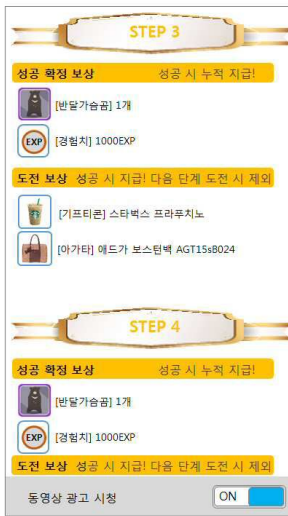 STEP 3
성공 확정 보상 성공 시 누적 지급!
[반달가슴곰] 1개
EXP [경험치] 1000EXP
도전 보상 성공 시 지급! 다음 단계 도전 시 제외
[기프티콘] 스타벅스 프라푸치노
[아가타] 애드가 보스턴백 AGT15sB024
STEP 4
성공 확정 보상 성공 시 누적 지급!
[반달가슴곰] 1개
EXP [경험치] 1000EXP
도전 보상 성공 시 지급! 다음 단계 도전 시 제외
동영상 광고 시청 ON